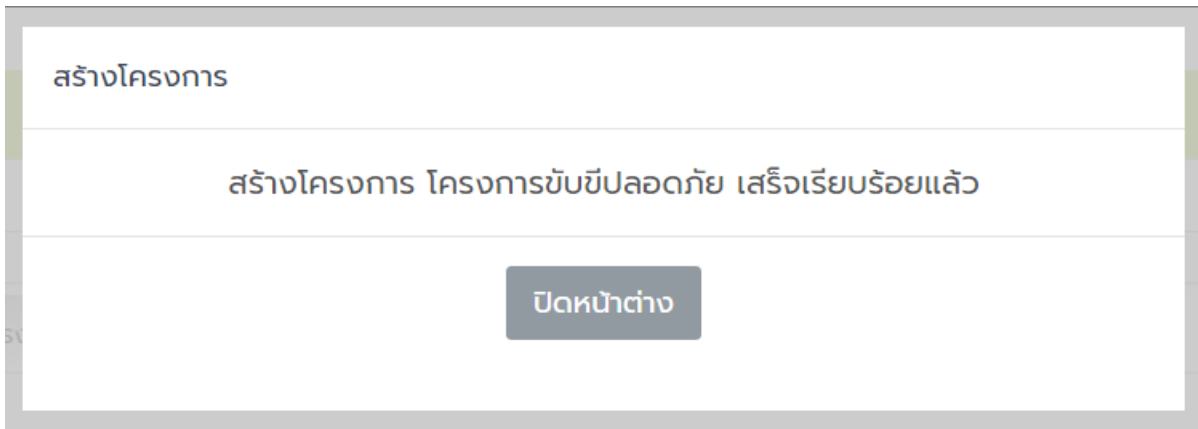 สร้างโครงการ
สร้างโครงการ โครงการขับขีปลอดภัย เสร็จเรียบร้อยแล้ว
ปิดหน้าต่าง